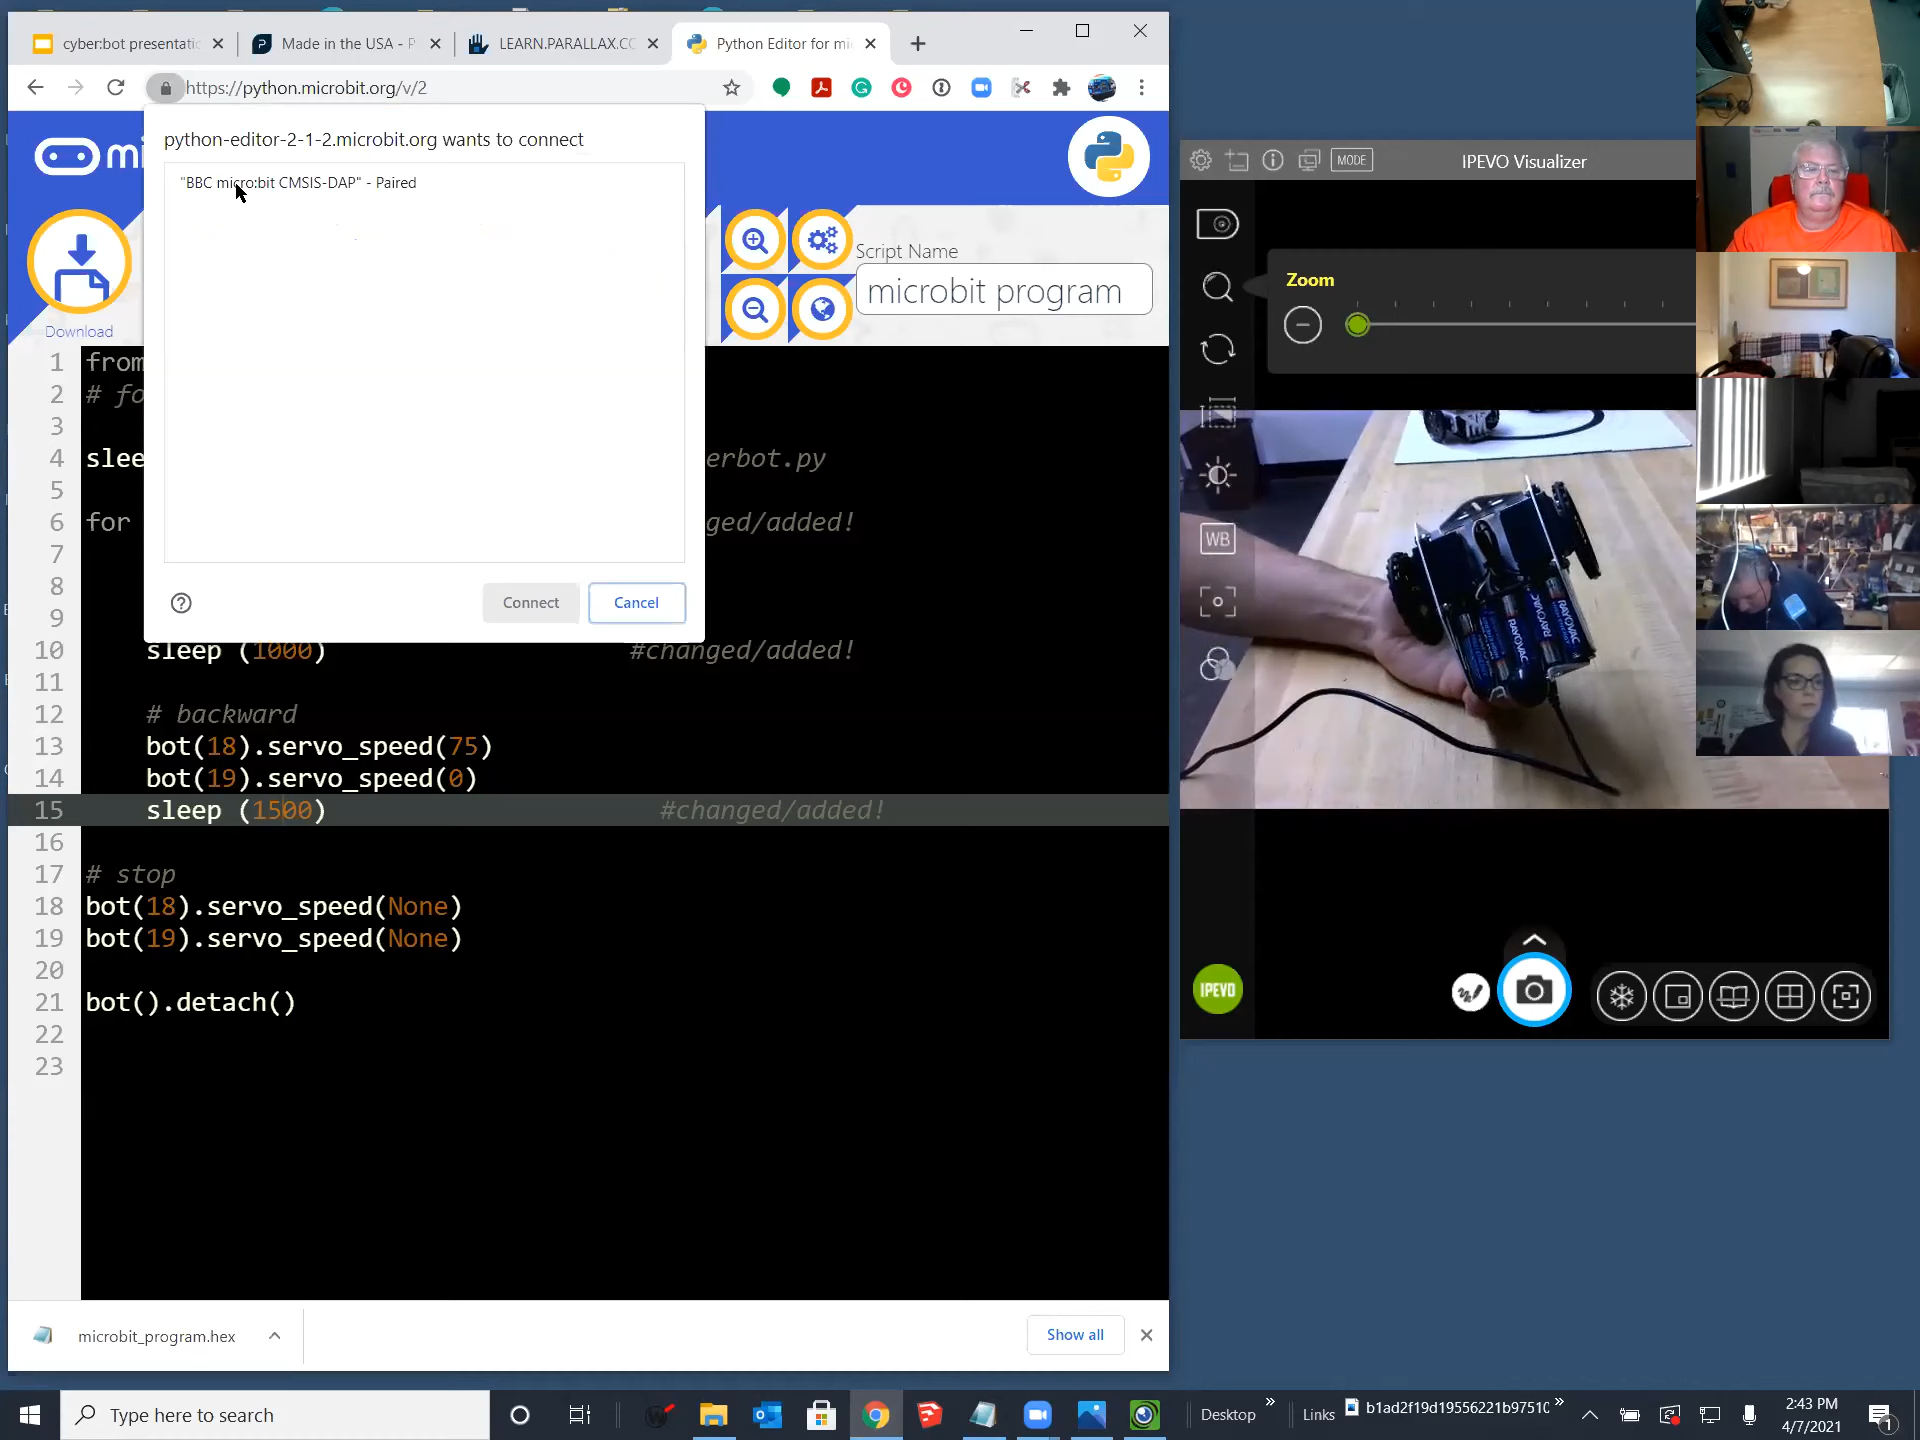 cyber:bot presentatic
Made in the USA - P
LEARN.PARALLAX.CC
Python Editor for mi
https://python.microbit.org/v/2
python-editor-2-1-2.microbit.org wants to connect
"BBC micro:bit CMSIS-DAP" - Paired
Connect
Cancel
mi
Download
Script Name
microbit program
1 from
2 # fo
3
4 slee erbot.py
5
6 for ged/added!
7
8
9
10 sleep (1000) #changed/added!
11
12 # backward
13 bot(18).servo_speed(75)
14 bot(19).servo_speed(0)
15 sleep (1500) #changed/added!
16
17 # stop
18 bot(18).servo_speed(None)
19 bot(19).servo_speed(None)
20
21 bot().detach()
22
23
microbit_program.hex
Show all
MODE
IPEVO Visualizer
Zoom
WB
RAYOVAC
RAYOVAC
IPEVO
Type here to search
Desktop
Links
b1ad2f19d19556221b9751(
2:43 PM
4/7/2021
1